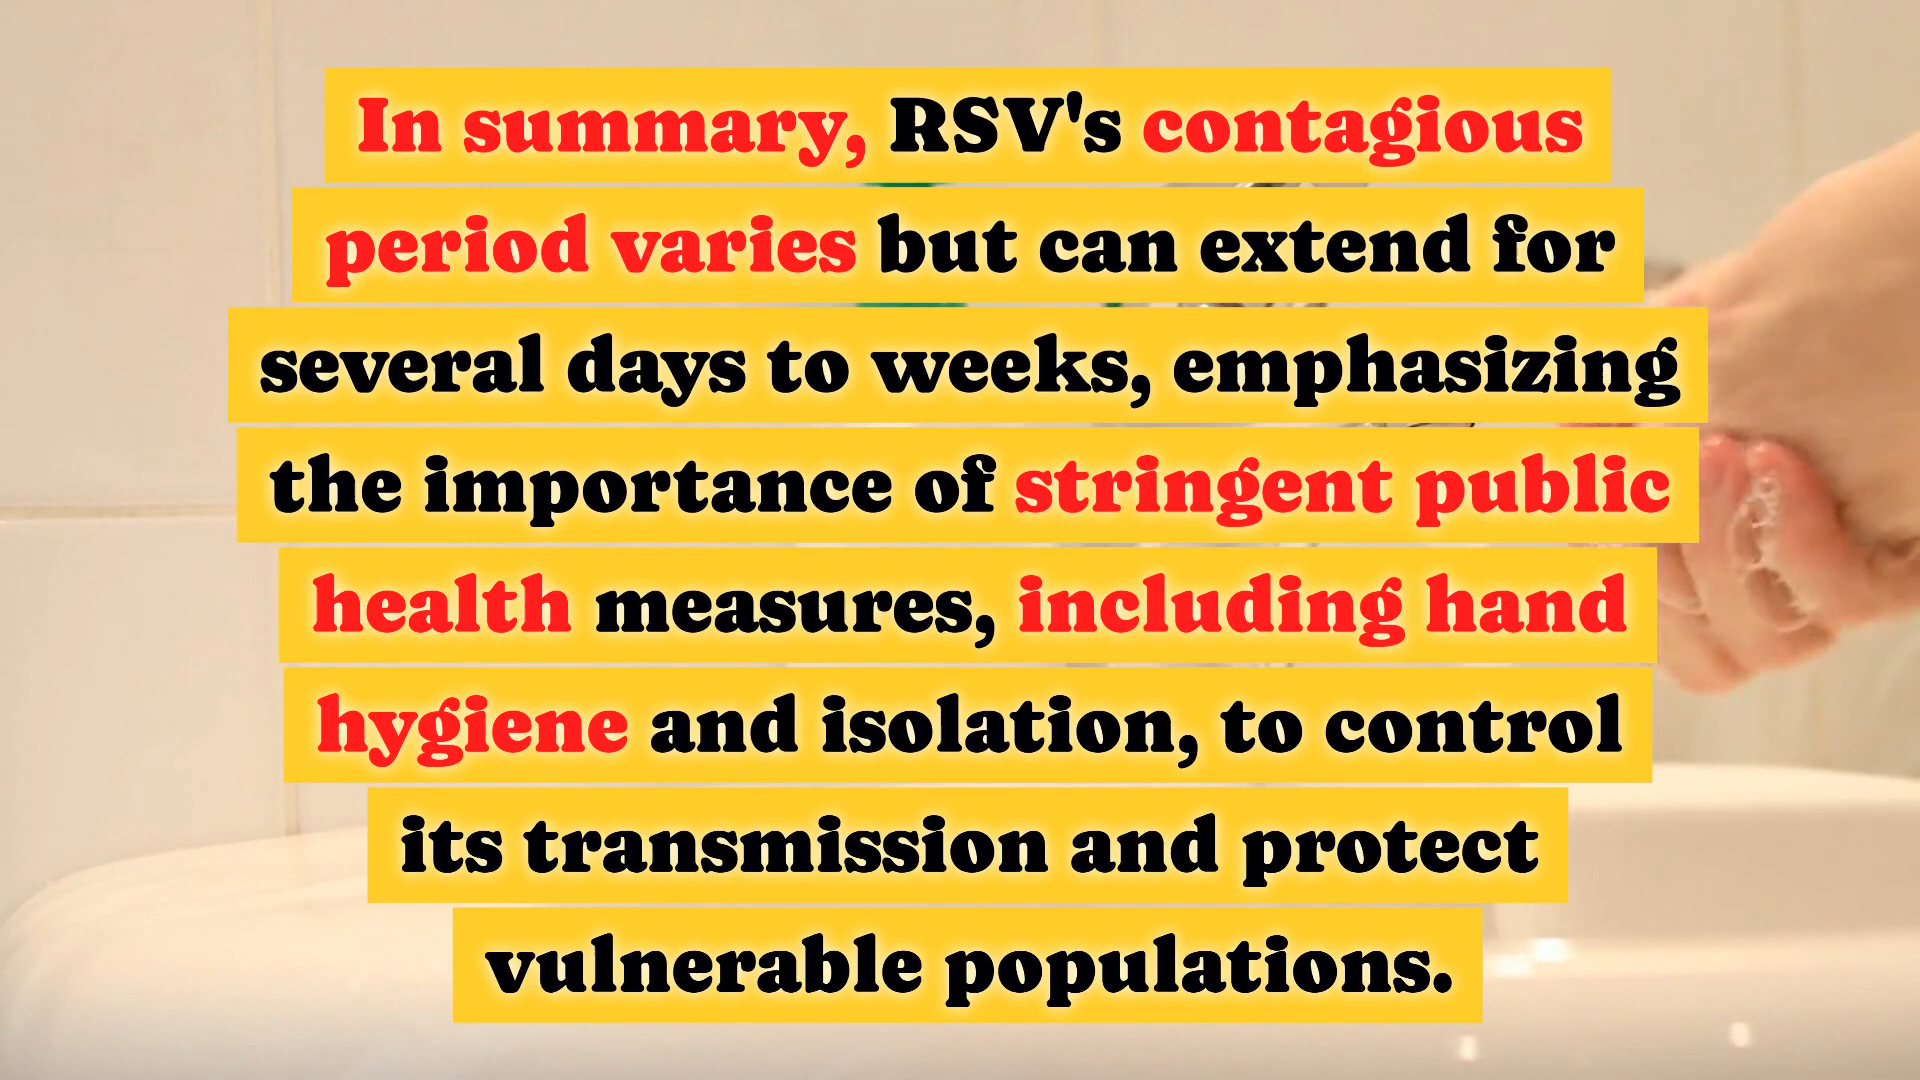 In summary, RSV's contagious
period varies but can extend for
several days to weeks, emphasizing
the importance of stringent public
health measures, including hand
hygiene and isolation, to control
its transmission and protect
vulnerable populations.